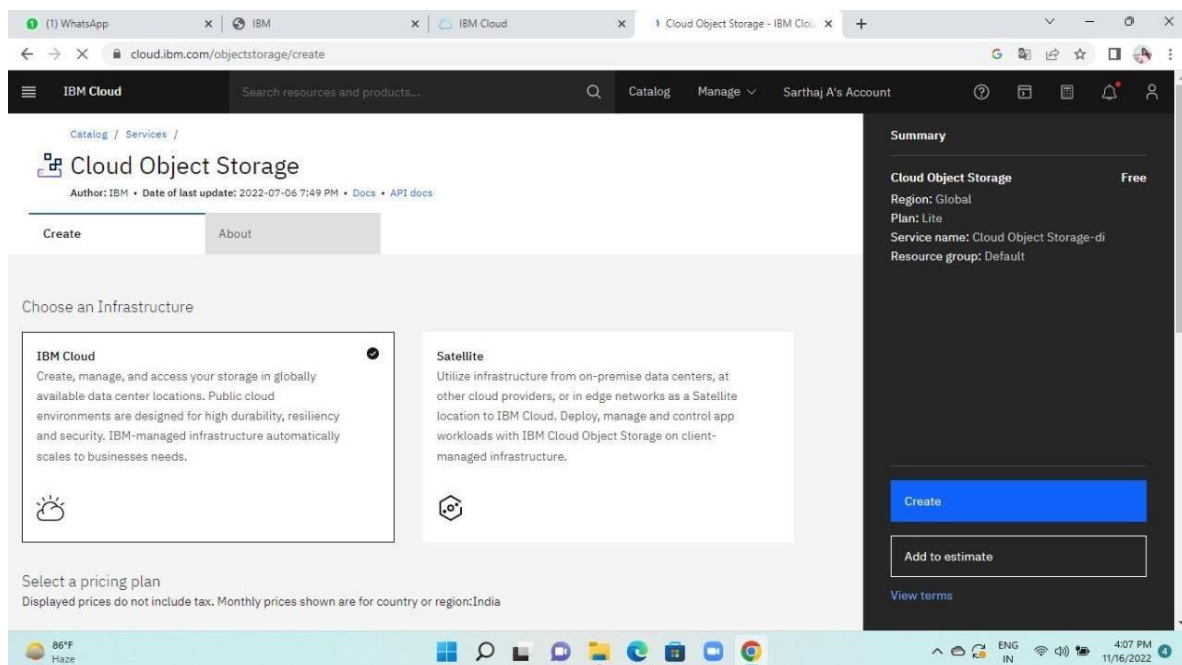 (1) WhatsApp
IBM
IBM Cloud
Cloud Object Storage - IBM Clou
cloud.ibm.com/objectstorage/create
IBM Cloud
Search resources and products...
Catalog
Manage
Sarthaj A's Account
Catalog / Services /
Cloud Object Storage
Author: IBM • Date of last update: 2022-07-06 7:49 PM • Docs • API docs
Create
About
Choose an Infrastructure
IBM Cloud
Create, manage, and access your storage in globally
available data center locations. Public cloud
environments are designed for high durability, resiliency
and security. IBM-managed infrastructure automatically
scales to businesses needs.
Satellite
Utilize infrastructure from on-premise data centers, at
other cloud providers, or in edge networks as a Satellite
location to IBM Cloud. Deploy, manage and control app
workloads with IBM Cloud Object Storage on client-
managed infrastructure.
Select a pricing plan
Displayed prices do not include tax. Monthly prices shown are for country or region:India
Summary
Cloud Object Storage Free
Region: Global
Plan: Lite
Service name: Cloud Object Storage-di
Resource group: Default
Create
Add to estimate
View terms
86°F
Haze
ENG
IN
4:07 PM
11/16/2022
4